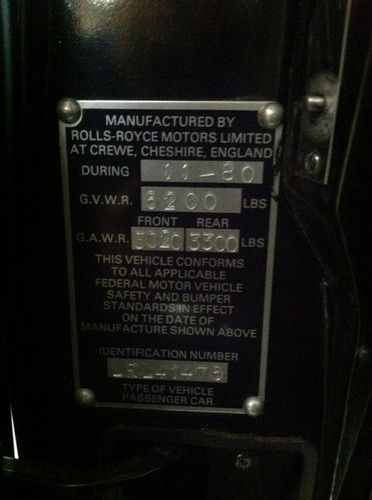 MANUFACTURED BY
ROLLS-ROYCE MOTORS LIMITED
AT CREWE, CHESHIRE, ENGLAND
DURING 11-80
G.V.W.R. 6200 LBS
FRONT REAR
G.A.W.R. 3020 3300 LBS
THIS VEHICLE CONFORMS
TO ALL APPLICABLE
FEDERAL MOTOR VEHICLE
SAFETY AND BUMPER
STANDARDS IN EFFECT
ON THE DATE OF
MANUFACTURE SHOWN ABOVE
IDENTIFICATION NUMBER
TYPE OF VEHICLE
PASSENGER CAR